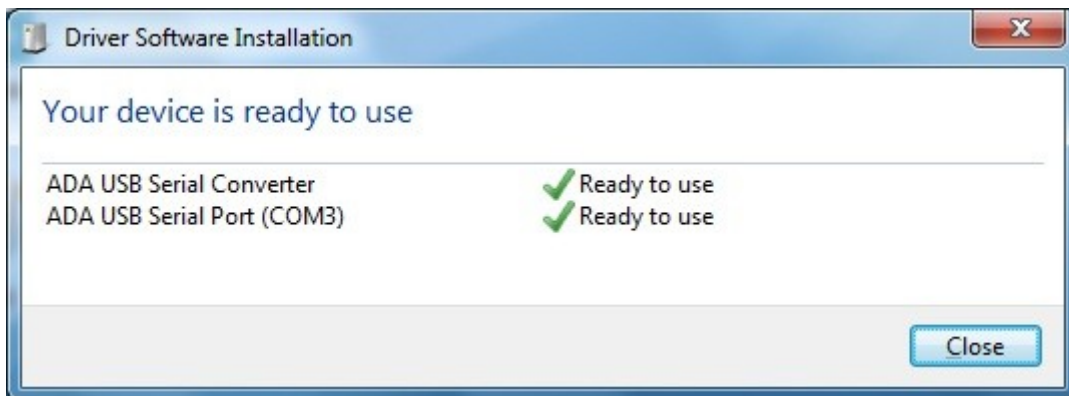 Driver Software Installation
Your device is ready to use
ADA USB Serial Converter Ready to use
ADA USB Serial Port (COM3) Ready to use
Close